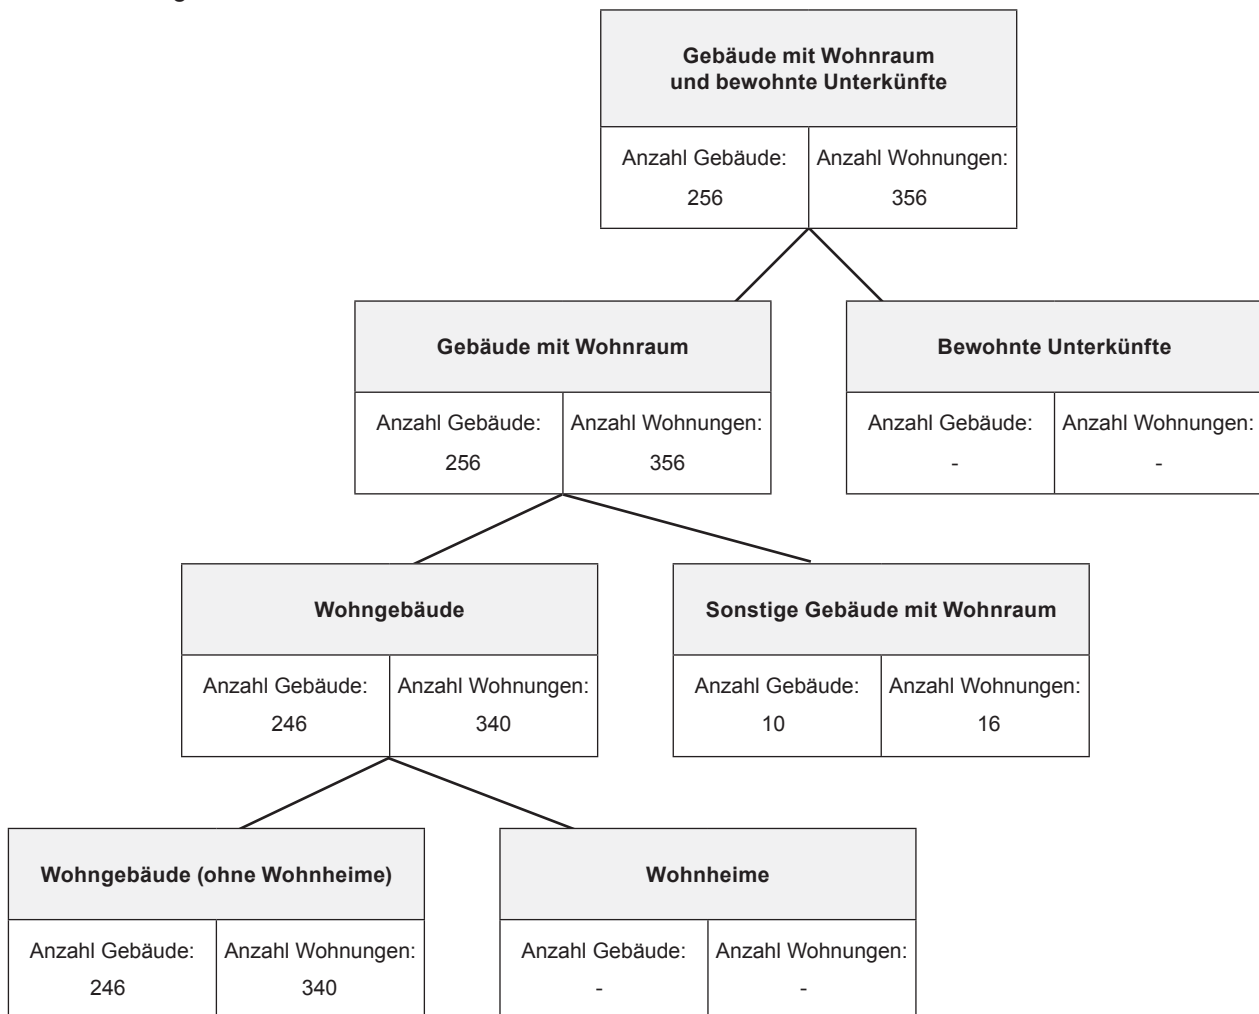 Gebäude mit Wohnraum
und bewohnte Unterkünfte
Anzahl Gebäude: Anzahl Wohnungen:
256 356
Gebäude mit Wohnraum Bewohnte Unterkünfte
Anzahl Gebäude: Anzahl Wohnungen: Anzahl Gebäude: Anzahl Wohnungen:
256 356 - -
Wohngebäude Sonstige Gebäude mit Wohnraum
Anzahl Gebäude: Anzahl Wohnungen: Anzahl Gebäude: Anzahl Wohnungen:
246 340 10 16
Wohngebäude (ohne Wohnheime) Wohnheime
Anzahl Gebäude: Anzahl Wohnungen: Anzahl Gebäude: Anzahl Wohnungen:
246 340 - -